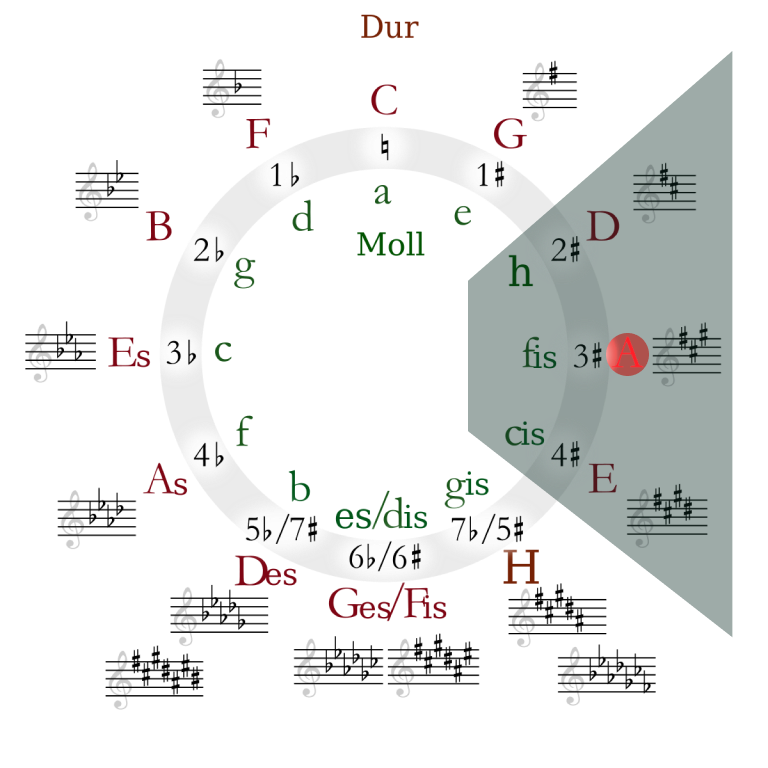 Dur
C
F
G
♮
1♭
1♯
a
d
e
B
D
Moll
2♭
2♯
g
h
Es
3♭
c
fis
3♯
A
f
cis
4♭
4♯
As
E
b
gis
es/dis
5♭/7♯
7♭/5♯
6♭/6♯
Des
H
Ges/Fis